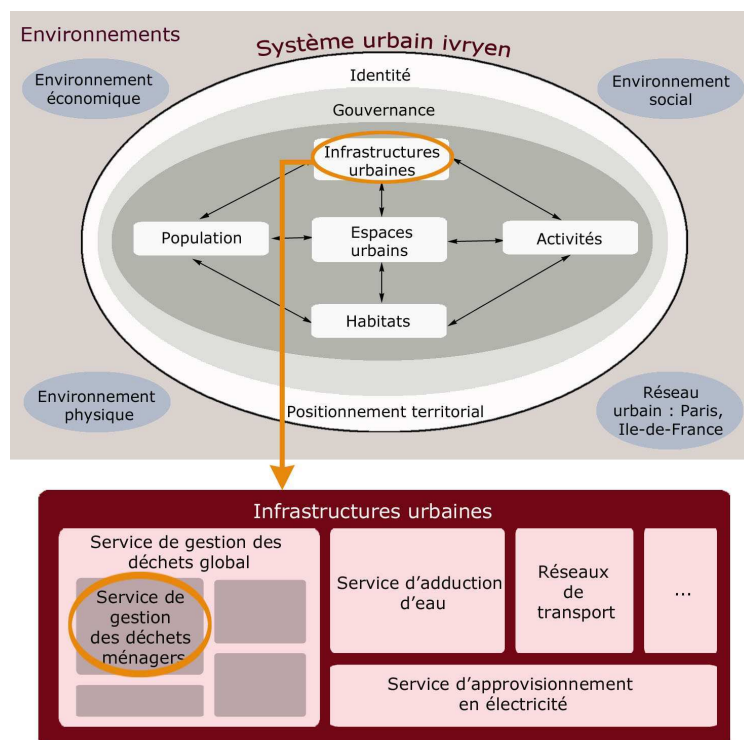 Environnements
Système urbain ivryen
Environnement
économique
Identité
Environnement
social
Gouvernance
Infrastructures
urbaines
Population
Espaces
urbains
Activités
Habitats
Environnement
physique
Positionnement territorial
Réseau
urbain : Paris,
Ile-de-France
Infrastructures urbaines
Service de gestion des
déchets global
Service de
gestion
des déchets
ménagers
Service d’adduction
d’eau
Réseaux
de
transport
...
Service d’approvisionnement
en électricité